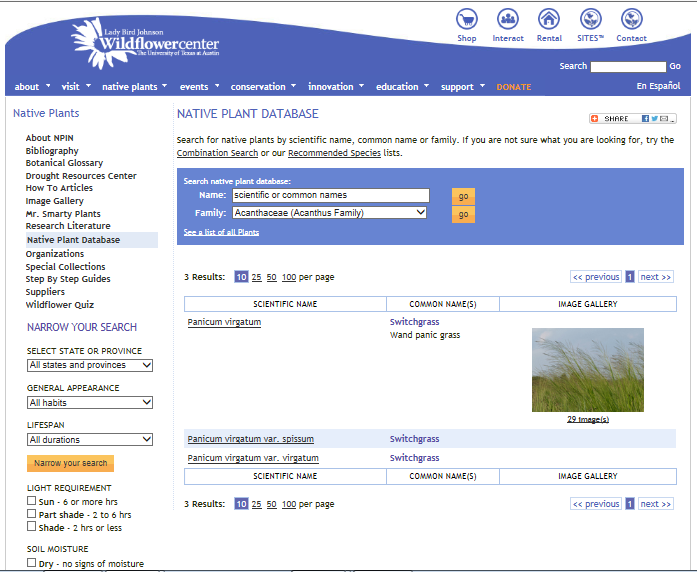 Lady Bird Johnson
Wildflowercenter
The University of Texas at Austin
Shop
Interact
Rental
SITES™
Contact
Search
Go
about
visit
native plants
events
conservation
innovation
education
support
DONATE
En Español
Native Plants
About NPIN
Bibliography
Botanical Glossary
Drought Resources Center
How To Articles
Image Gallery
Mr. Smarty Plants
Research Literature
Native Plant Database
Organizations
Special Collections
Step By Step Guides
Suppliers
Wildflower Quiz
NARROW YOUR SEARCH
SELECT STATE OR PROVINCE
All states and provinces
GENERAL APPEARANCE
All habits
LIFESPAN
All durations
Narrow your search
LIGHT REQUIREMENT
Sun - 6 or more hrs
Part shade - 2 to 6 hrs
Shade - 2 hrs or less
SOIL MOISTURE
Dry - no signs of moisture
NATIVE PLANT DATABASE
SHARE
Search for native plants by scientific name, common name or family. If you are not sure what you are looking for, try the
Combination Search or our Recommended Species lists.
Search native plant database:
Name: scientific or common names go
Family: Acanthaceae (Acanthus Family) go
See a list of all Plants
3 Results: 10 25 50 100 per page << previous 1 next >>
SCIENTIFIC NAME COMMON NAME(S) IMAGE GALLERY
Panicum virgatum Switchgrass
Wand panic grass
29 image(s)
Panicum virgatum var. spissum Switchgrass
Panicum virgatum var. virgatum Switchgrass
SCIENTIFIC NAME COMMON NAME(S) IMAGE GALLERY
3 Results: 10 25 50 100 per page << previous 1 next >>